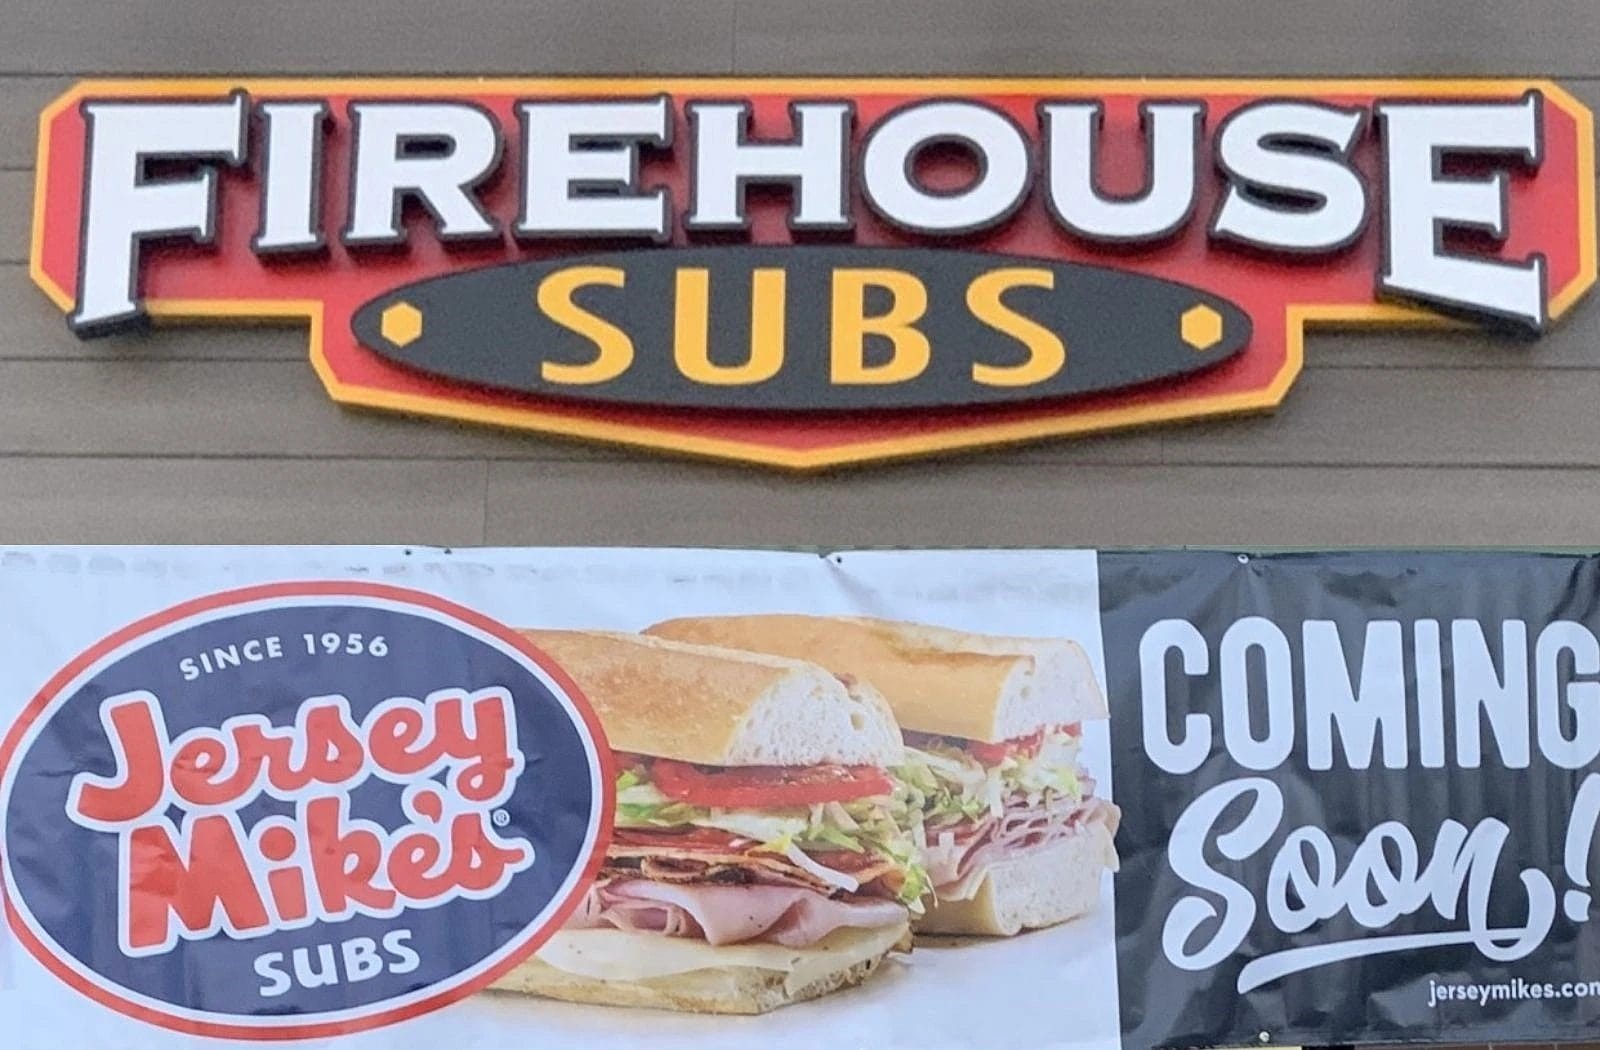 FIREHOUSE
SUBS
SINCE 1956
Jersey
Mike's®
SUBS
COMING
Soon!
jerseymikes.com